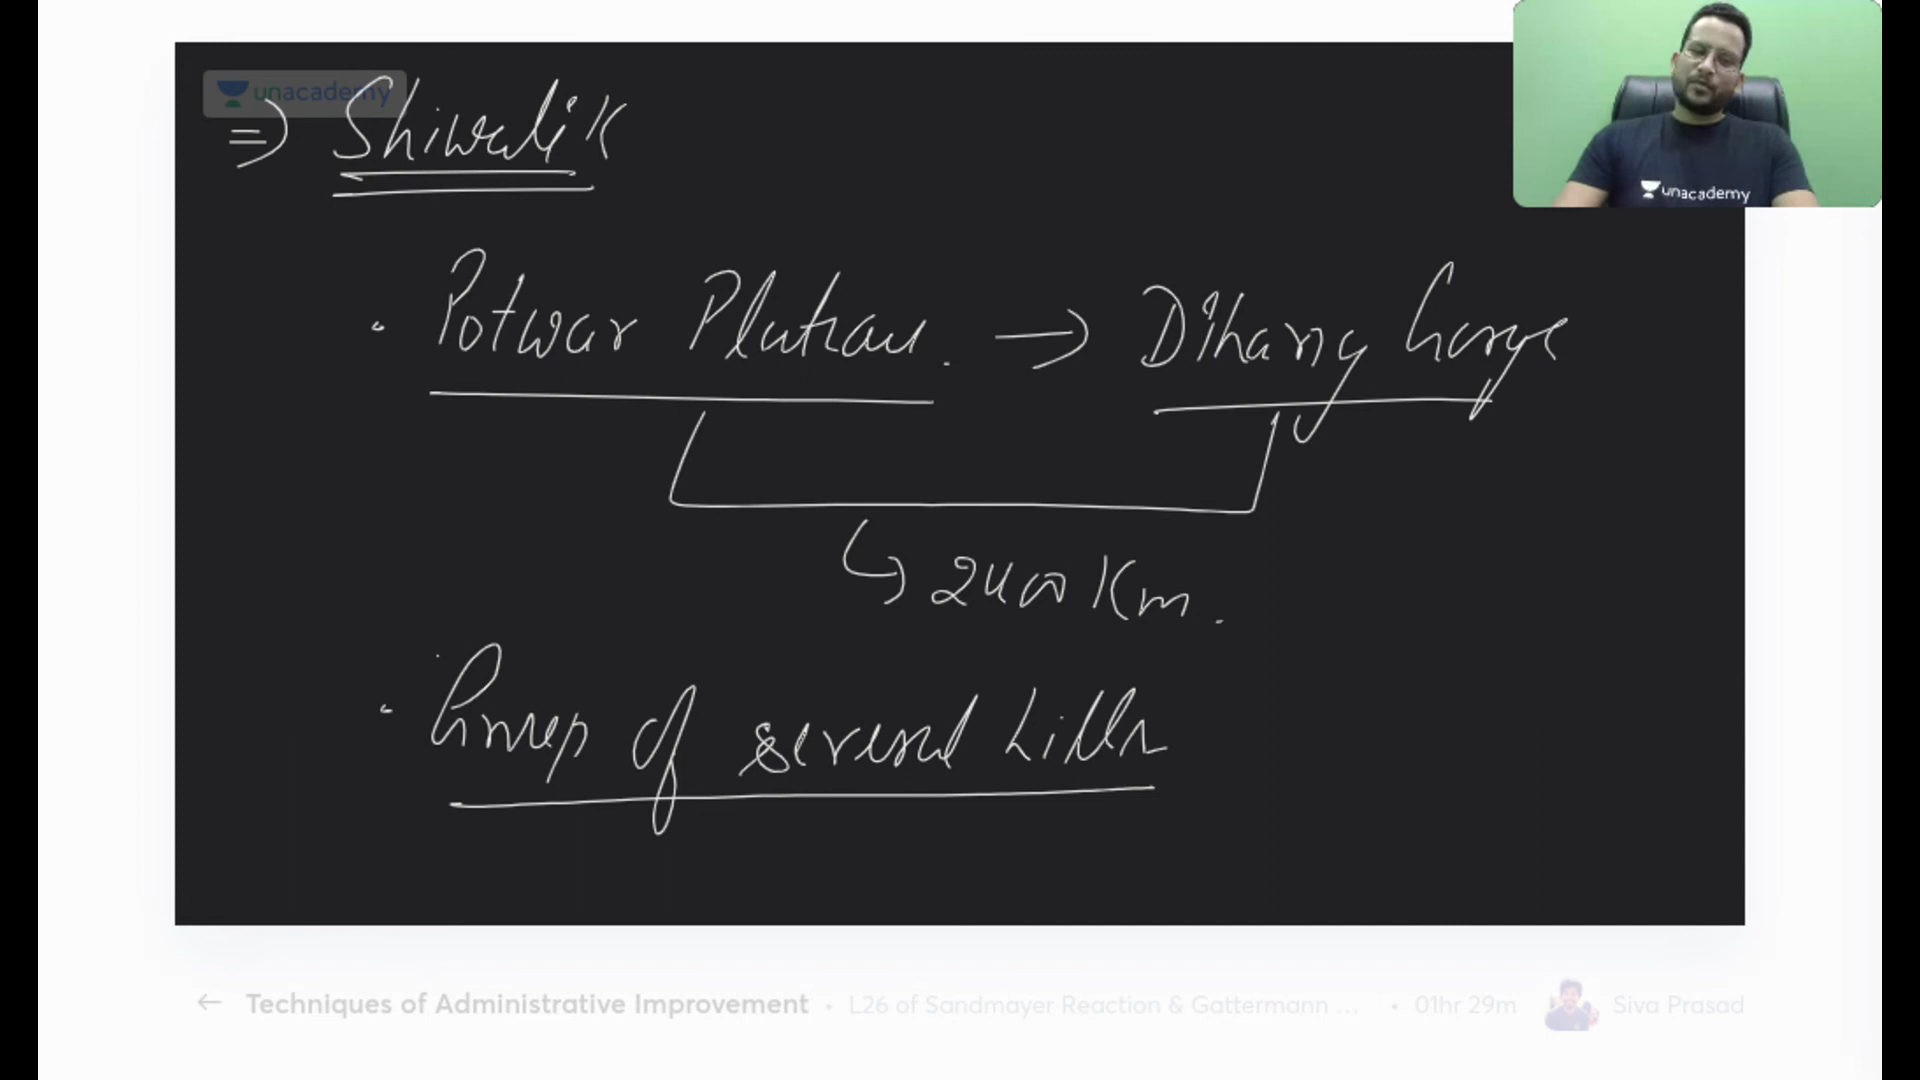 unacademy
=> Shiwalik
unacademy
· Potwar Plateau. → Dihang Gorge
↳ 2400 Km.
· Group of several hills
← Techniques of Administrative Improvement • L26 of Sandmayer Reaction & Gattermann ... • 01hr 29m Siva Prasad